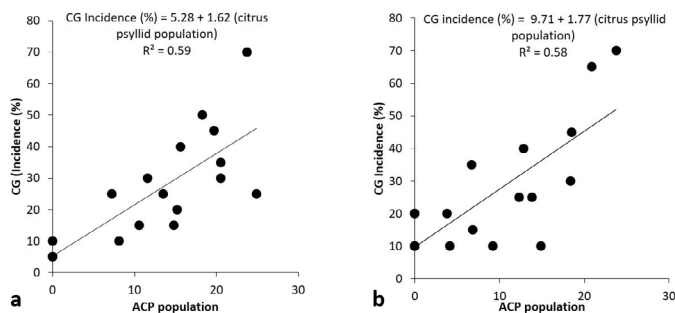 CG Incidence (%) = 5.28 + 1.62 (citrus
psyllid population)
R² = 0.59
80
70
60
50
40
30
20
10
0
CG (Incidence (%)
0
10
20
30
ACP population
a
CG incidence (%) = 9.71 + 1.77 (citrus psyllid
population)
R² = 0.58
80
70
60
50
40
30
20
10
0
CG Incidence (%)
0
10
20
30
ACP population
b